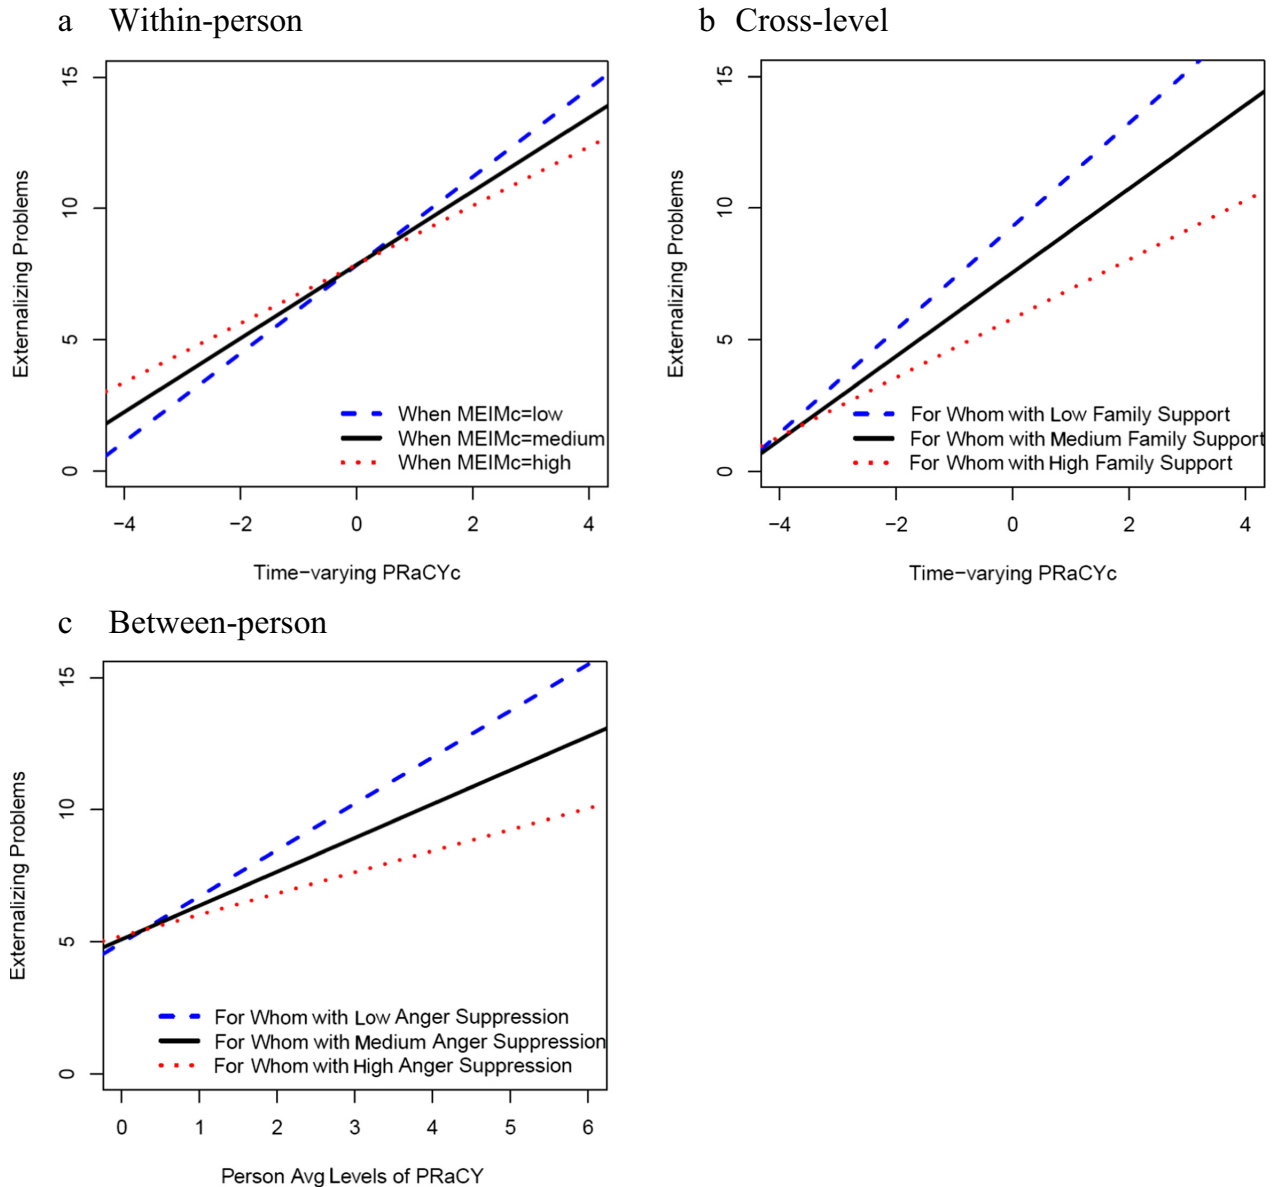 a Within-person
15
10
5
0
Externalizing Problems
When MEIMc=low
When MEIMc=medium
When MEIMc=high
−4 −2 0 2 4
Time−varying PRaCYc
b Cross-level
15
10
5
0
Externalizing Problems
For Whom with Low Family Support
For Whom with Medium Family Support
For Whom with High Family Support
−4 −2 0 2 4
Time−varying PRaCYc
c Between-person
15
10
5
0
Externalizing Problems
For Whom with Low Anger Suppression
For Whom with Medium Anger Suppression
For Whom with High Anger Suppression
0 1 2 3 4 5 6
Person Avg Levels of PRaCY